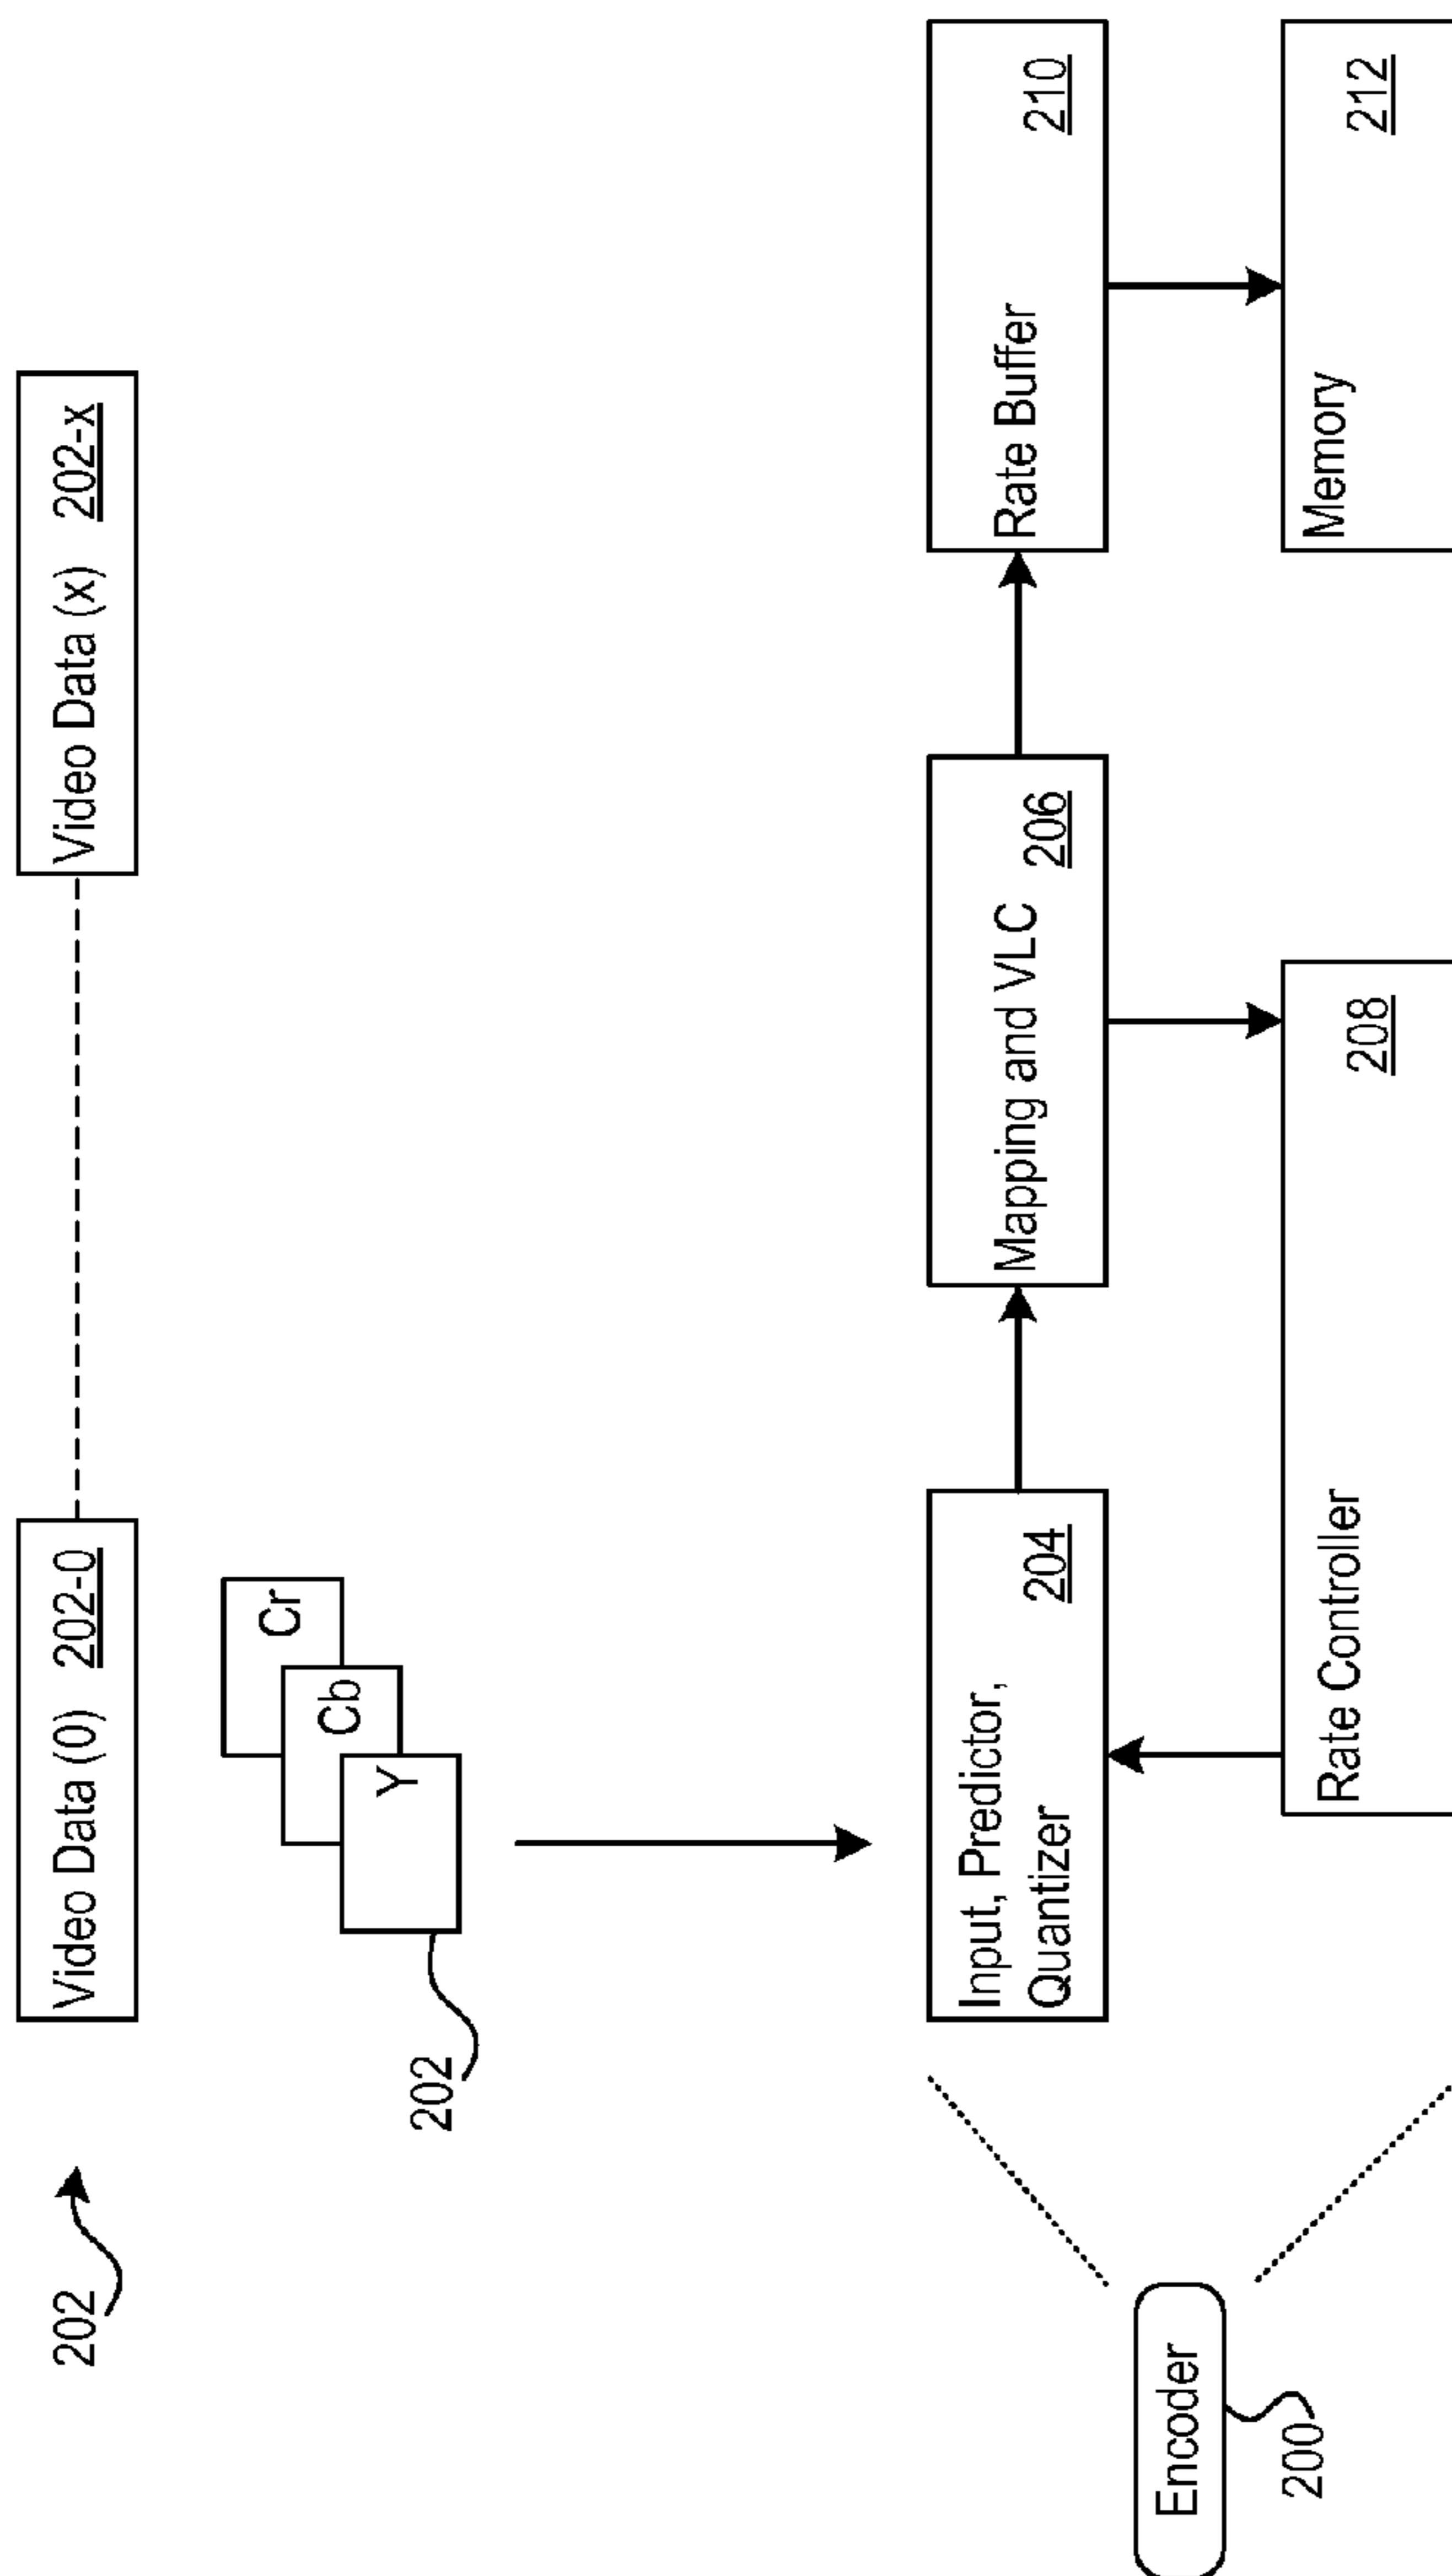 202
Video Data (0) 202-0
Video Data (x) 202-x
Cr
Cb
Y
202
Input, Predictor,
Quantizer
204
Mapping and VLC
206
Rate Buffer
210
Encoder
200
Rate Controller
208
Memory
212